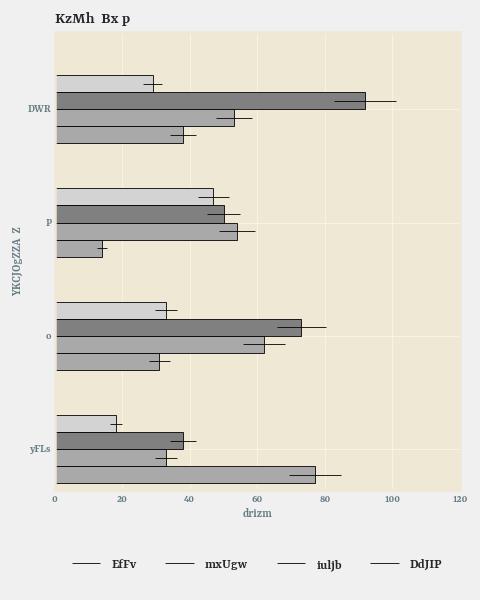 KzMh  Bx p
DWR
p
o
yFLs
YKCJOgZZA  Z
0 20 40 60 80 100 120
drizm
EfFv mxUgw iuljb DdJIP